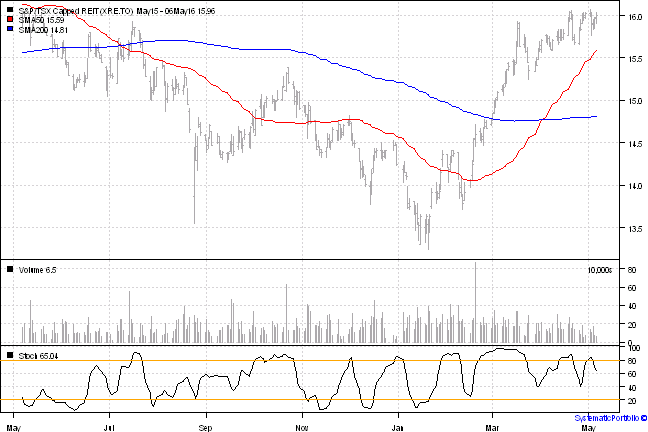 S&P/TSX Capped REIT (XRE.TO) May15 - 06May16 15.96
SMA50 15.59
SMA200 14.81
16.0
15.5
15.0
14.5
14.0
13.5
Volume 6.5
10,000s
80
60
40
20
0
Stoch 65.04
100
80
60
40
20
May Jul Sep Nov Jan Mar May
SystematicPortfolio ©